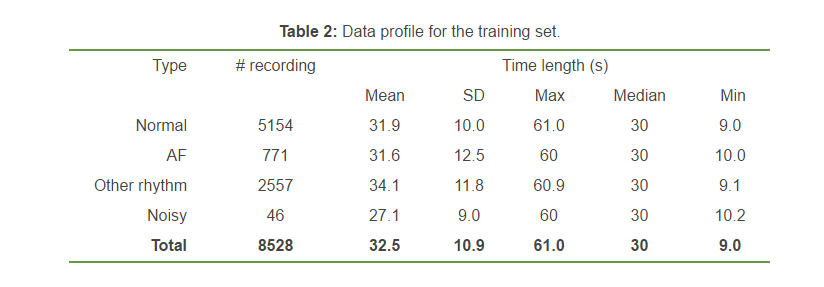 Table 2: Data profile for the training set.
Type # recording Time length (s)
Mean SD Max Median Min
Normal 5154 31.9 10.0 61.0 30 9.0
AF 771 31.6 12.5 60 30 10.0
Other rhythm 2557 34.1 11.8 60.9 30 9.1
Noisy 46 27.1 9.0 60 30 10.2
Total 8528 32.5 10.9 61.0 30 9.0